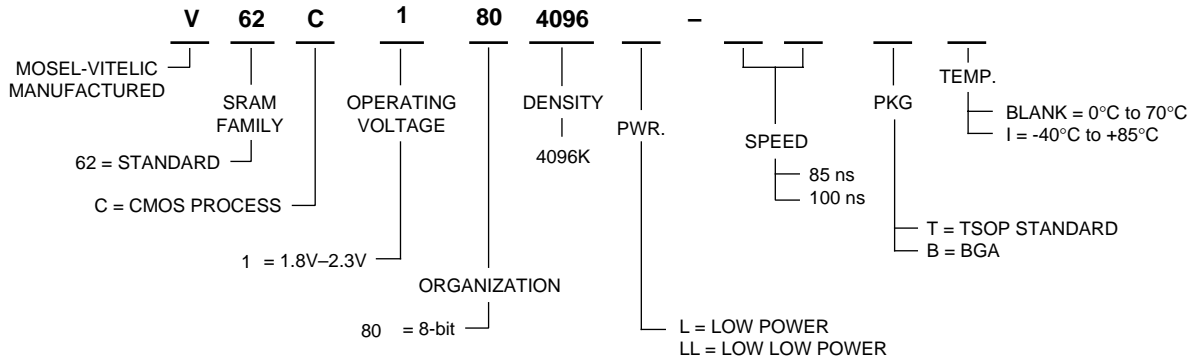 V 62 C 1 80 4096 –
MOSEL-VITELIC
MANUFACTURED
SRAM
FAMILY
62 = STANDARD
C = CMOS PROCESS
OPERATING
VOLTAGE
1 = 1.8V–2.3V
ORGANIZATION
80 = 8-bit
DENSITY
4096K
PWR.
L = LOW POWER
LL = LOW LOW POWER
SPEED
85 ns
100 ns
PKG
T = TSOP STANDARD
B = BGA
TEMP.
BLANK = 0°C to 70°C
I = -40°C to +85°C